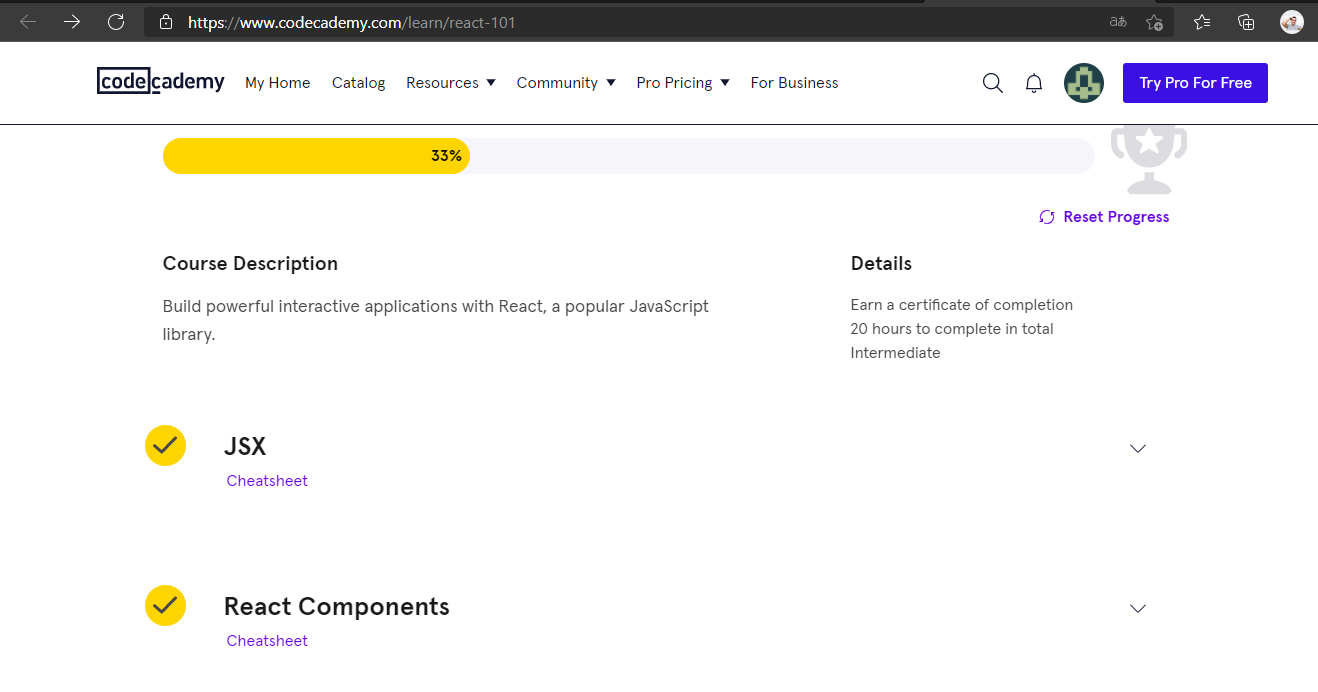 https://www.codecademy.com/learn/react-101
codecademy My Home Catalog Resources Community Pro Pricing For Business Try Pro For Free
33%
Reset Progress
Course Description
Build powerful interactive applications with React, a popular JavaScript
library.
Details
Earn a certificate of completion
20 hours to complete in total
Intermediate
JSX
Cheatsheet
React Components
Cheatsheet